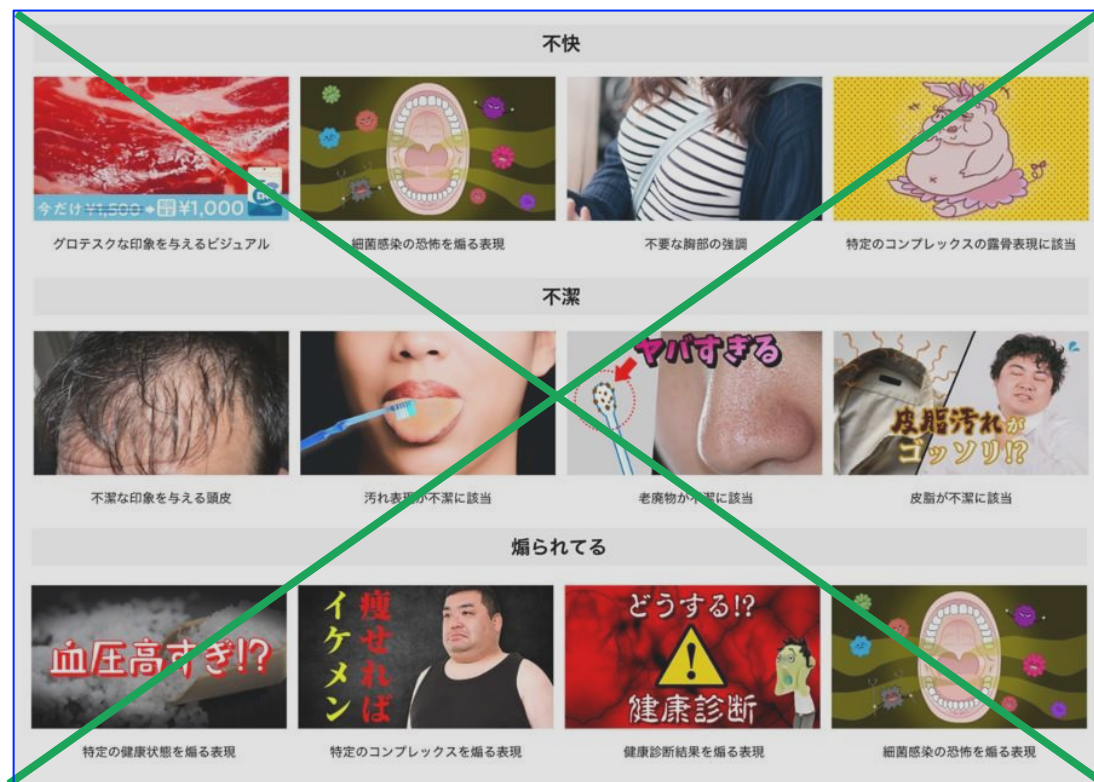 不快
今だけ ¥1,500 ➡ ¥1,000
グロテスクな印象を与えるビジュアル
細菌感染の恐怖を煽る表現
不要な胸部の強調
特定のコンプレックスの露骨表現に該当
不潔
ヤバすぎる
皮脂汚れが
ゴッソリ!?
不潔な印象を与える頭皮
汚れ表現が不潔に該当
老廃物が不潔に該当
皮脂が不潔に該当
煽られてる
血圧高すぎ!?
痩せれば
イケメン
どうする!?
健康診断
特定の健康状態を煽る表現
特定のコンプレックスを煽る表現
健康診断結果を煽る表現
細菌感染の恐怖を煽る表現